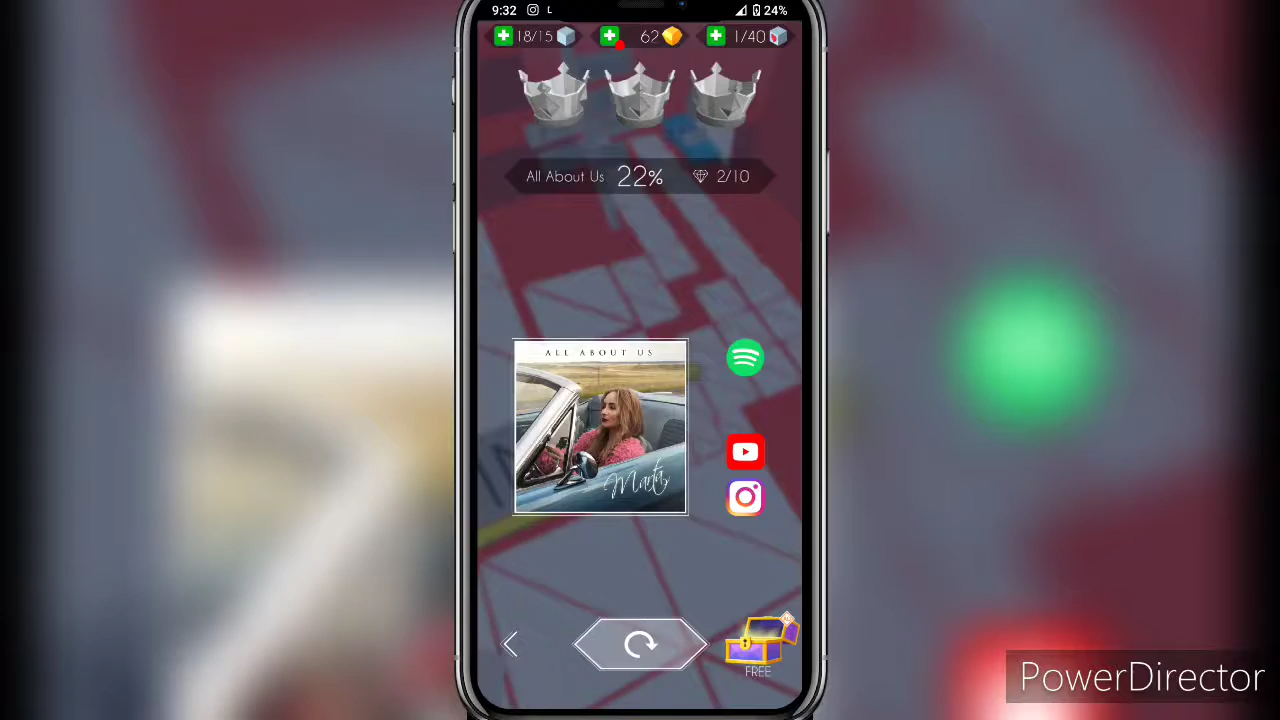 9:32 L 24%
18/15 62 1/40
All About Us 22% 2/10
ALL ABOUT US
Marta
FREE
PowerDirector